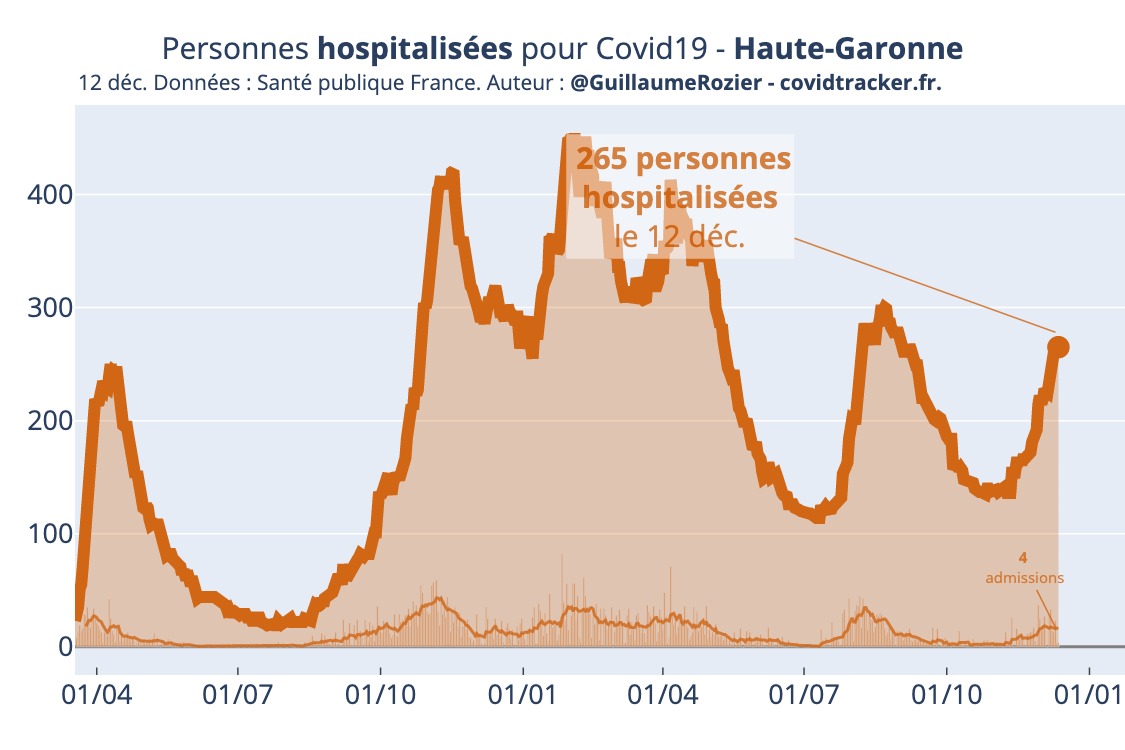 Personnes hospitalisées pour Covid19 - Haute-Garonne
12 déc. Données : Santé publique France. Auteur : @GuillaumeRozier - covidtracker.fr.
265 personnes
hospitalisées
le 12 déc.
400
300
200
100
0
4
admissions
01/04
01/07
01/10
01/01
01/04
01/07
01/10
01/01